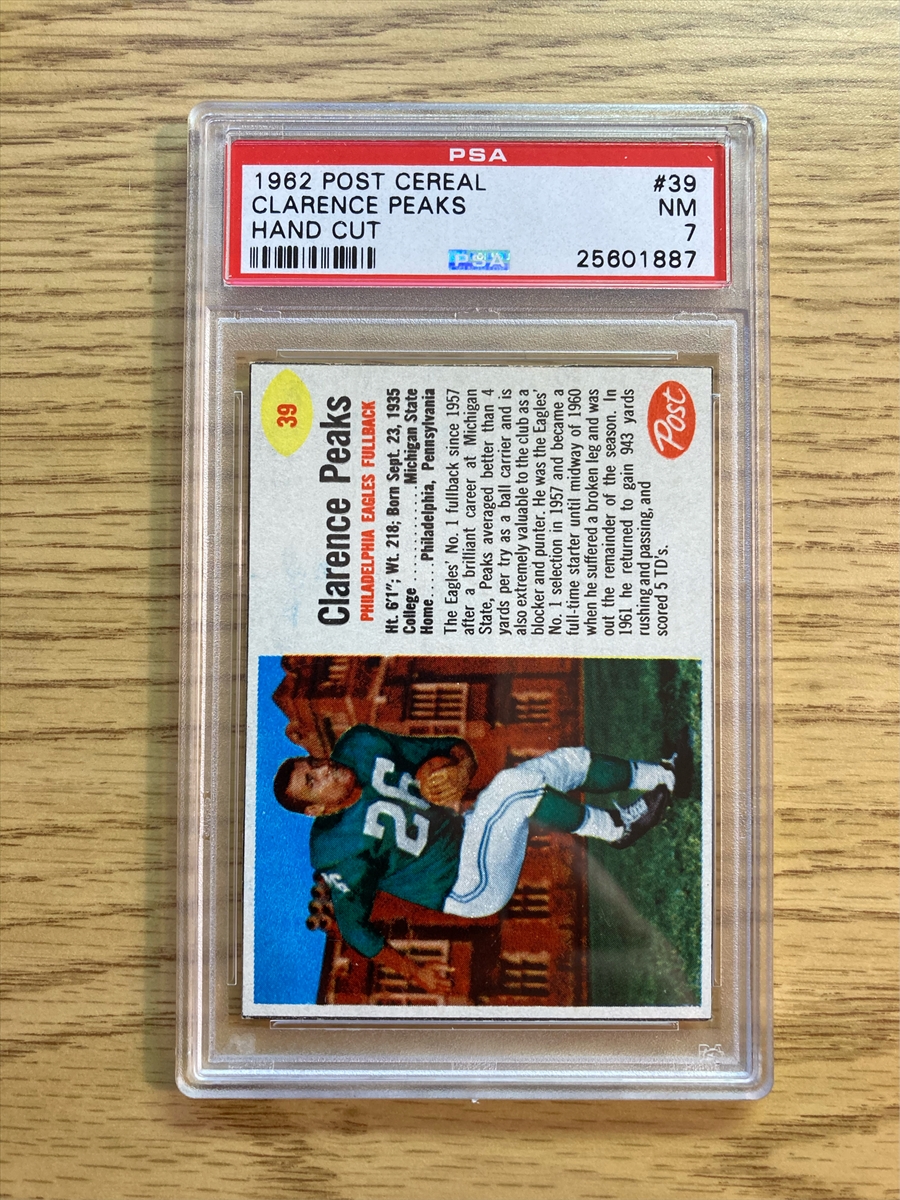 PSA
1962 POST CEREAL #39
CLARENCE PEAKS NM
HAND CUT 7
PSA 25601887
39
Clarence Peaks
PHILADELPHIA EAGLES FULLBACK
Ht. 6'1"; Wt. 218; Born Sept. 23, 1935
College ............ Michigan State
Home..... Philadelphia, Pennsylvania
The Eagles' No. 1 fullback since 1957
after a brilliant career at Michigan
State, Peaks averaged better than 4
yards per try as a ball carrier and is
also extremely valuable to the club as a
blocker and punter. He was the Eagles'
No. 1 selection in 1957 and became a
full-time starter until midway of 1960
when he suffered a broken leg and was
out the remainder of the season. In
1961 he returned to gain 943 yards
rushing and passing, and
scored 5 TD's.
Post
26